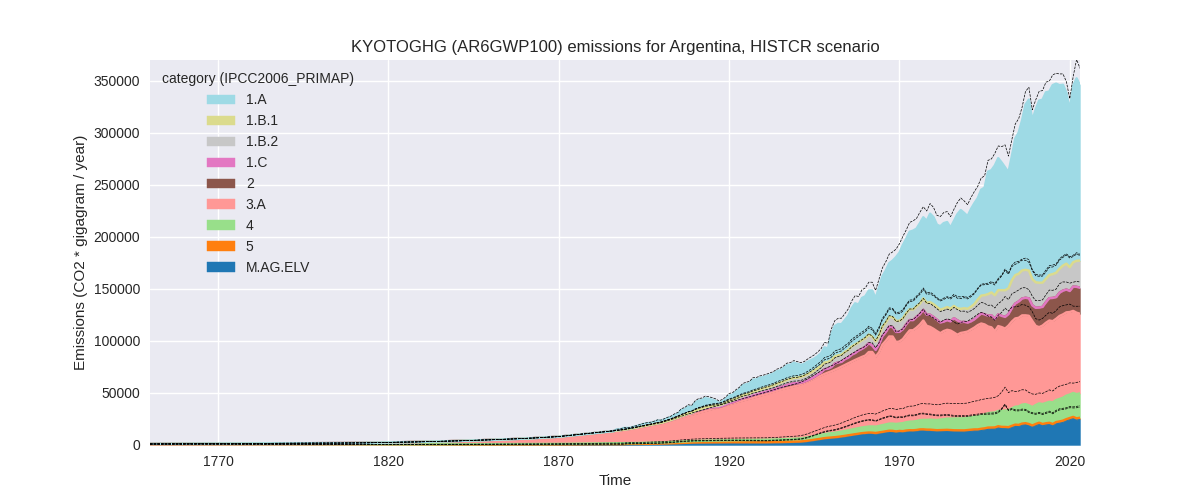 KYOTOGHG (AR6GWP100) emissions for Argentina, HISTCR scenario
category (IPCC2006_PRIMAP)
1.A
1.B.1
1.B.2
1.C
2
3.A
4
5
M.AG.ELV
Emissions (CO2 * gigagram / year)
350000
300000
250000
200000
150000
100000
50000
0
1770
1820
1870
1920
1970
2020
Time